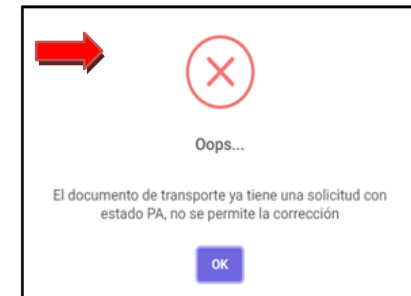 Oops...
El documento de transporte ya tiene una solicitud con
estado PA, no se permite la corrección
OK